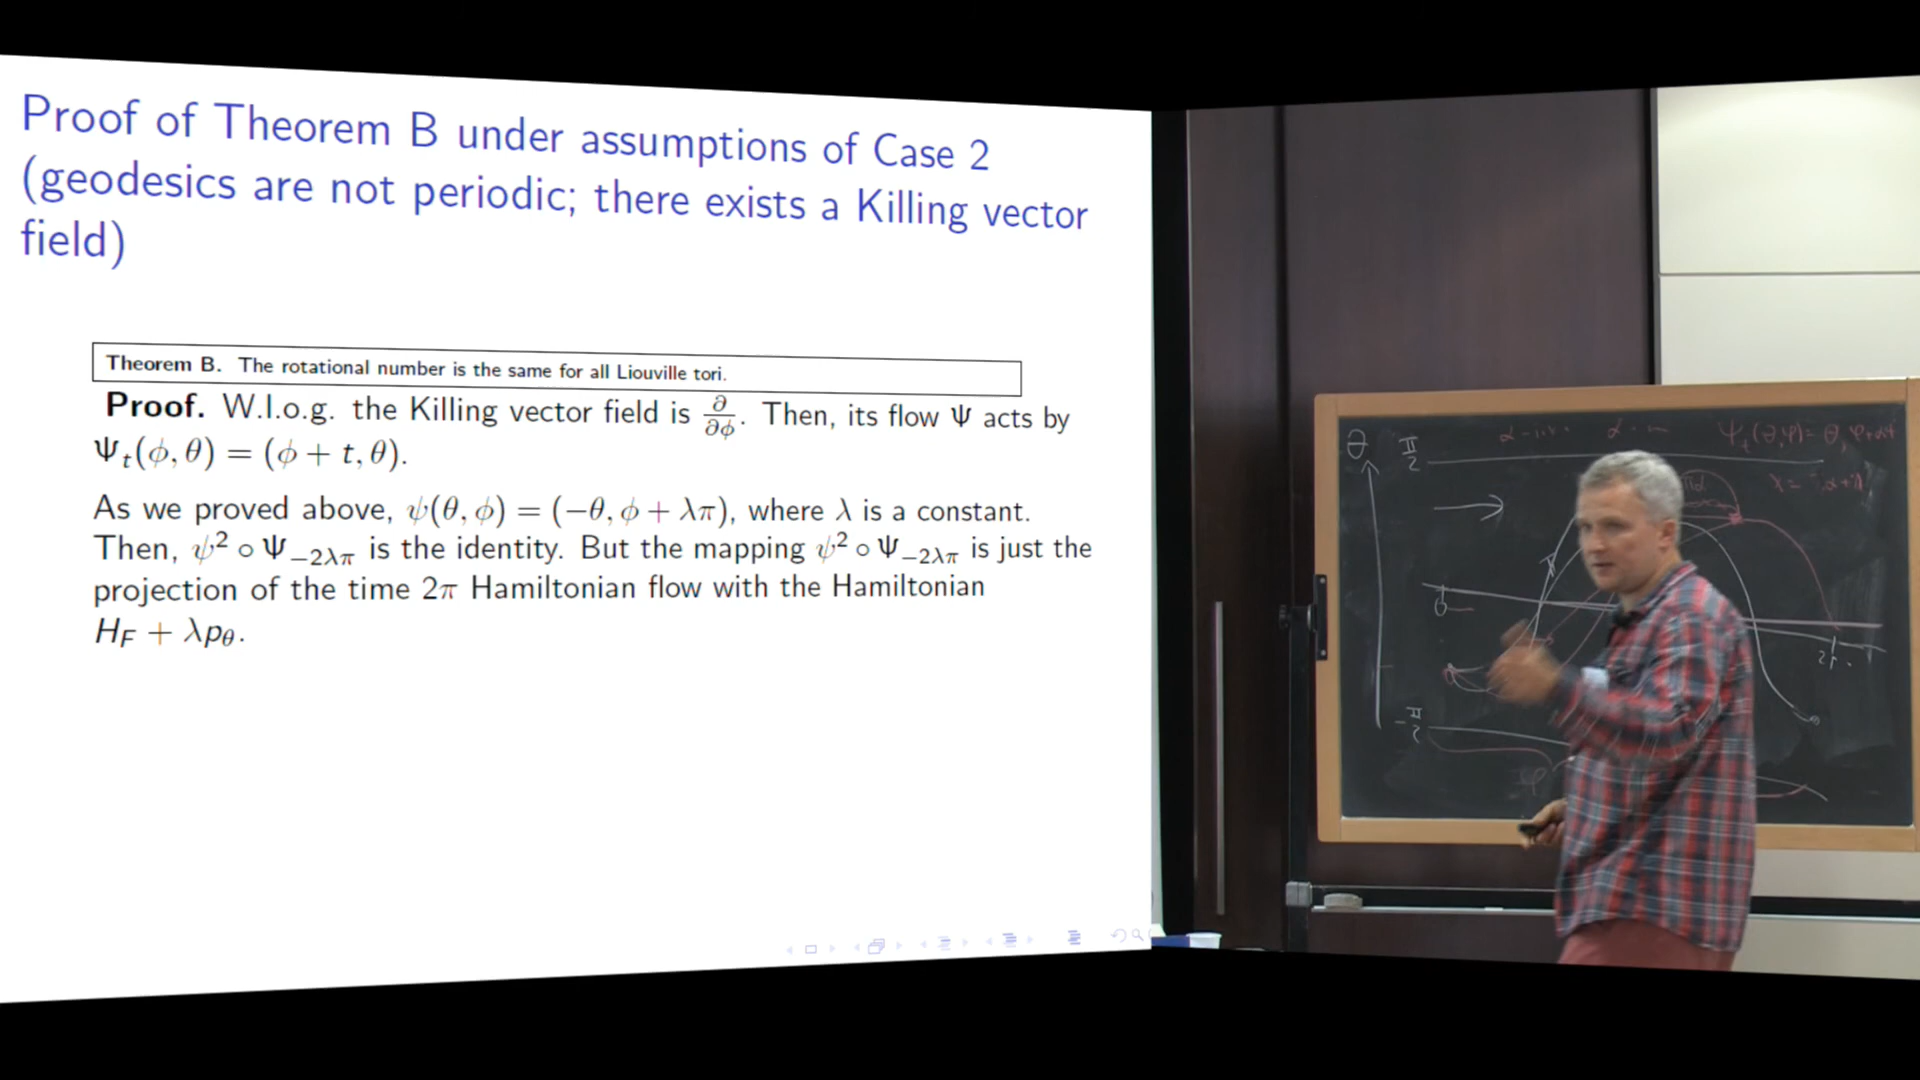 Proof of Theorem B under assumptions of Case 2
(geodesics are not periodic; there exists a Killing vector
field)
Theorem B. The rotational number is the same for all Liouville tori.
Proof. W.l.o.g. the Killing vector field is ∂/∂ϕ. Then, its flow Ψ acts by
Ψ_t(ϕ, θ) = (ϕ + t, θ).
As we proved above, ψ(θ, ϕ) = (−θ, ϕ + λπ), where λ is a constant.
Then, ψ² ∘ Ψ_{−2λπ} is the identity. But the mapping ψ² ∘ Ψ_{−2λπ} is just the
projection of the time 2π Hamiltonian flow with the Hamiltonian
H_F + λp_θ.
θ π/2
0
−π/2